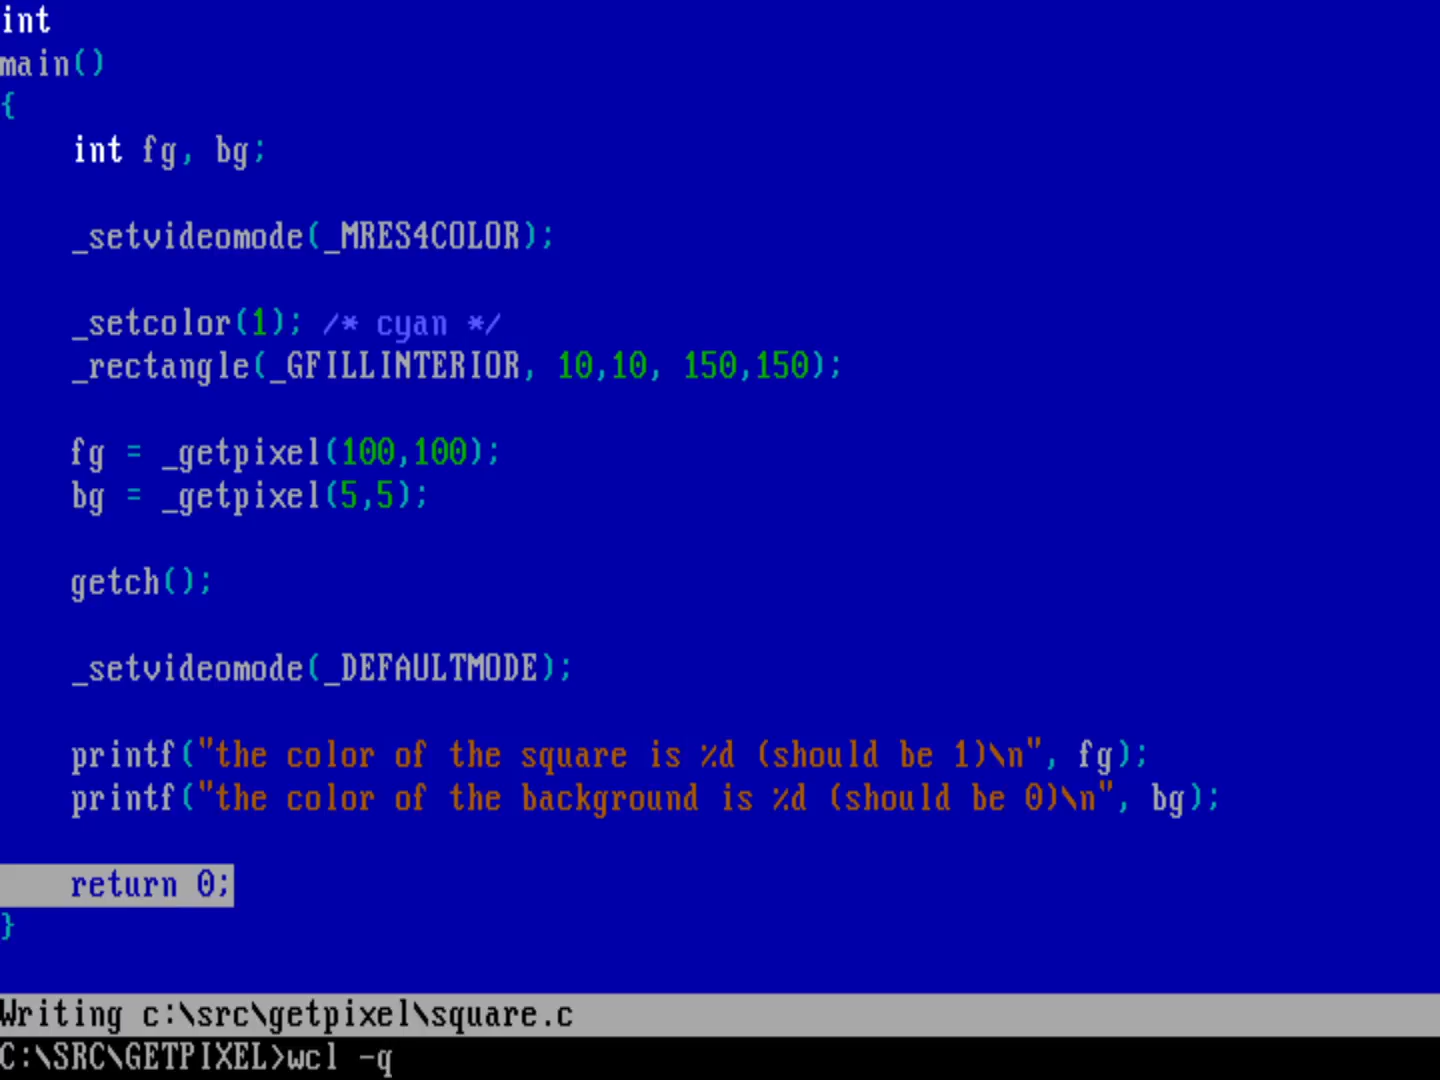 int
main()
{
    int fg, bg;
    _setvideomode(_MRES4COLOR);
    _setcolor(1); /* cyan */
    _rectangle(_GFILLINTERIOR, 10,10, 150,150);
    fg = _getpixel(100,100);
    bg = _getpixel(5,5);
    getch();
    _setvideomode(_DEFAULTMODE);
    printf("the color of the square is %d (should be 1)\n", fg);
    printf("the color of the background is %d (should be 0)\n", bg);
    return 0;
}
Writing c:\src\getpixel\square.c
C:\SRC\GETPIXEL>wcl -q